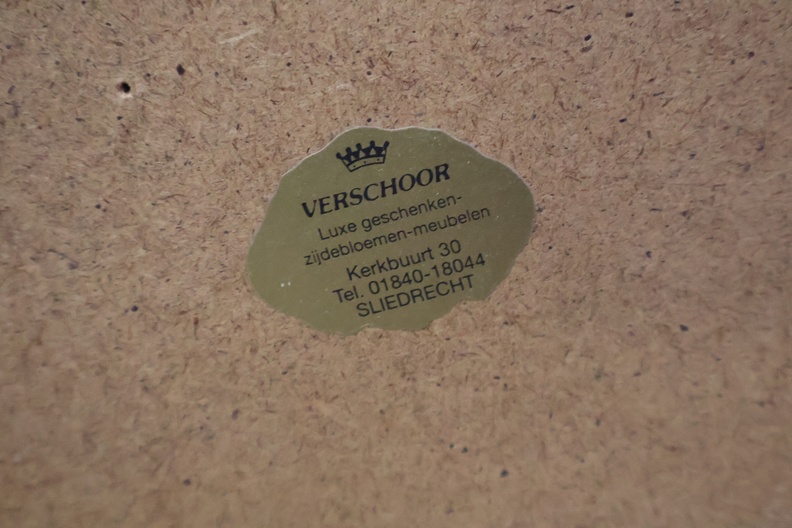 VERSCHOOR
Luxe geschenken-
zijdebloemen-meubelen
Kerkbuurt 30
Tel. 01840-18044
SLIEDRECHT